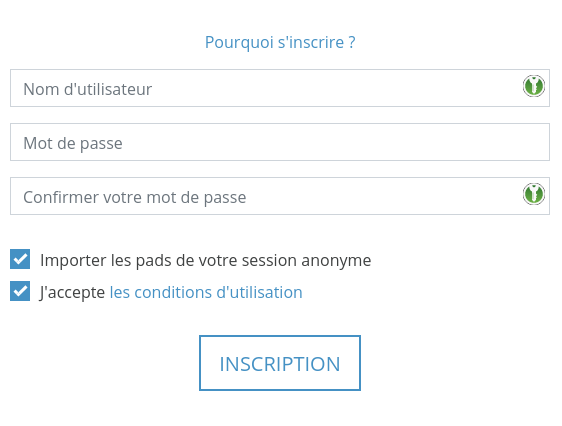 Pourquoi s'inscrire ?
Nom d'utilisateur
Mot de passe
Confirmer votre mot de passe
Importer les pads de votre session anonyme
J'accepte les conditions d'utilisation
INSCRIPTION